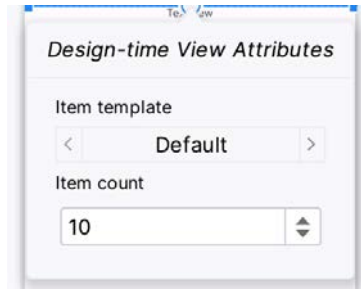 Design-time View Attributes
Item template
< Default >
Item count
10